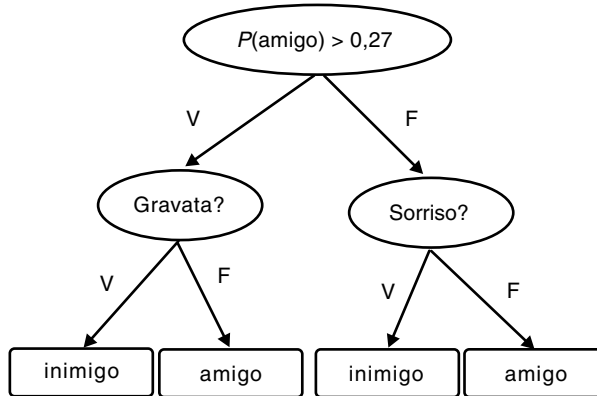 P(amigo) > 0,27
V
F
Gravata?
Sorriso?
V
F
V
F
inimigo
amigo
inimigo
amigo